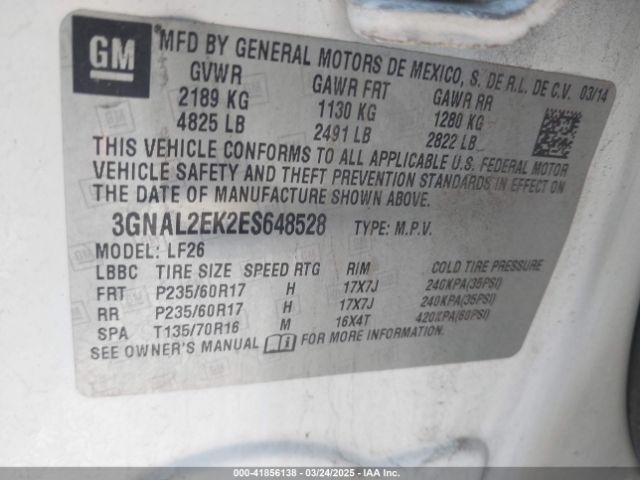 GM
*MFD BY GENERAL MOTORS DE MEXICO, S. DE R.L. DE C.V. 03/14
GVWR GAWR FRT GAWR RR
2189 KG 1130 KG 1280 KG
4825 LB 2491 LB 2822 LB
THIS VEHICLE CONFORMS TO ALL APPLICABLE U.S. FEDERAL MOTOR
VEHICLE SAFETY AND THEFT PREVENTION STANDARDS IN EFFECT ON
THE DATE OF MANUFACTURE SHOWN ABOVE.
3GNAL2EK2ES648528 TYPE: M.P.V.
MODEL: LF26
LBBC TIRE SIZE SPEED RTG RIM COLD TIRE PRESSURE
FRT P235/60R17 H 17X7J 240KPA(35PSI)
RR P235/60R17 H 17X7J 240KPA(35PSI)
SPA T135/70R16 M 16X4T 420KPA(60PSI)
SEE OWNER'S MANUAL FOR MORE INFORMATION.
000-41856138 - 03/24/2025 - IAA Inc.